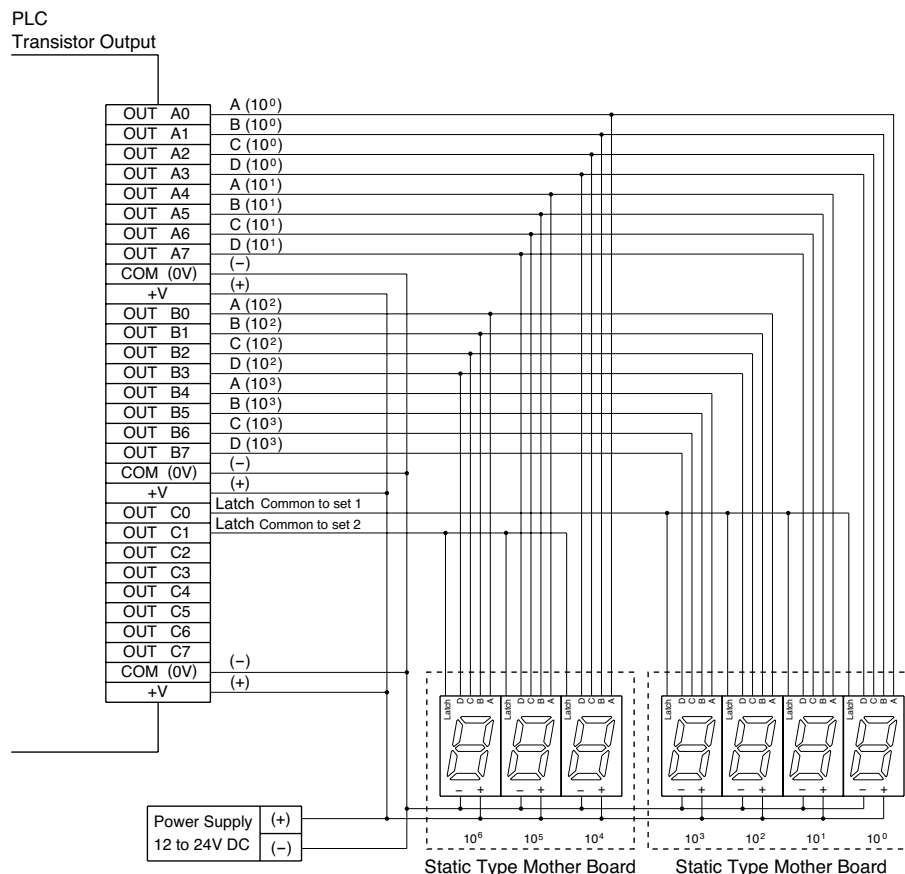 PLC
Transistor Output
OUT A0 A (10⁰)
OUT A1 B (10⁰)
OUT A2 C (10⁰)
OUT A3 D (10⁰)
OUT A4 A (10¹)
OUT A5 B (10¹)
OUT A6 C (10¹)
OUT A7 D (10¹)
COM (0V) (−)
+V (+)
OUT B0 A (10²)
OUT B1 B (10²)
OUT B2 C (10²)
OUT B3 D (10²)
OUT B4 A (10³)
OUT B5 B (10³)
OUT B6 C (10³)
OUT B7 D (10³)
COM (0V) (−)
+V (+)
OUT C0 Latch Common to set 1
OUT C1 Latch Common to set 2
OUT C2
OUT C3
OUT C4
OUT C5
OUT C6
OUT C7
COM (0V) (−)
+V (+)
Latch D C B A Latch D C B A Latch D C B A Latch D C B A Latch D C B A Latch D C B A Latch D C B A
− + − + − + − + − + − + − +
Power Supply (+)
12 to 24V DC (−)
10⁶ 10⁵ 10⁴ 10³ 10² 10¹ 10⁰
Static Type Mother Board Static Type Mother Board